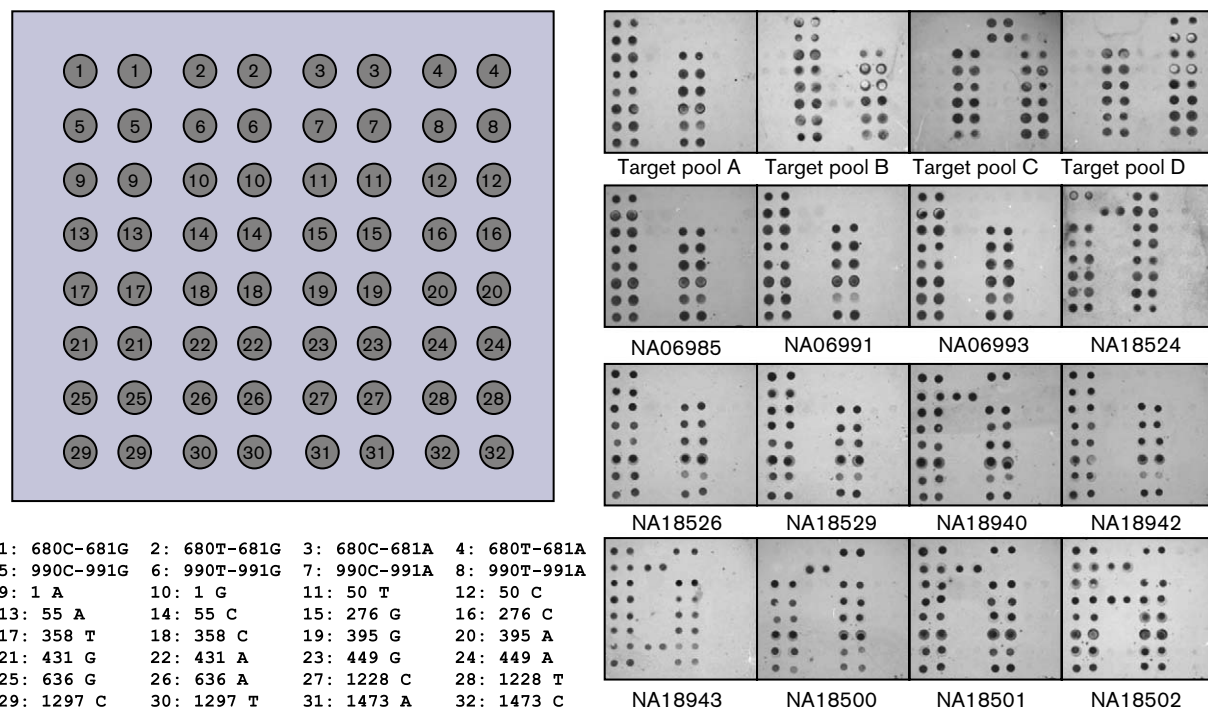 1 1 2 2 3 3 4 4
5 5 6 6 7 7 8 8
9 9 10 10 11 11 12 12
13 13 14 14 15 15 16 16
17 17 18 18 19 19 20 20
21 21 22 22 23 23 24 24
25 25 26 26 27 27 28 28
29 29 30 30 31 31 32 32
1: 680C-681G 2: 680T-681G 3: 680C-681A 4: 680T-681A
5: 990C-991G 6: 990T-991G 7: 990C-991A 8: 990T-991A
9: 1 A 10: 1 G 11: 50 T 12: 50 C
13: 55 A 14: 55 C 15: 276 G 16: 276 C
17: 358 T 18: 358 C 19: 395 G 20: 395 A
21: 431 G 22: 431 A 23: 449 G 24: 449 A
25: 636 G 26: 636 A 27: 1228 C 28: 1228 T
29: 1297 C 30: 1297 T 31: 1473 A 32: 1473 C
Target pool A Target pool B Target pool C Target pool D
NA06985 NA06991 NA06993 NA18524
NA18526 NA18529 NA18940 NA18942
NA18943 NA18500 NA18501 NA18502